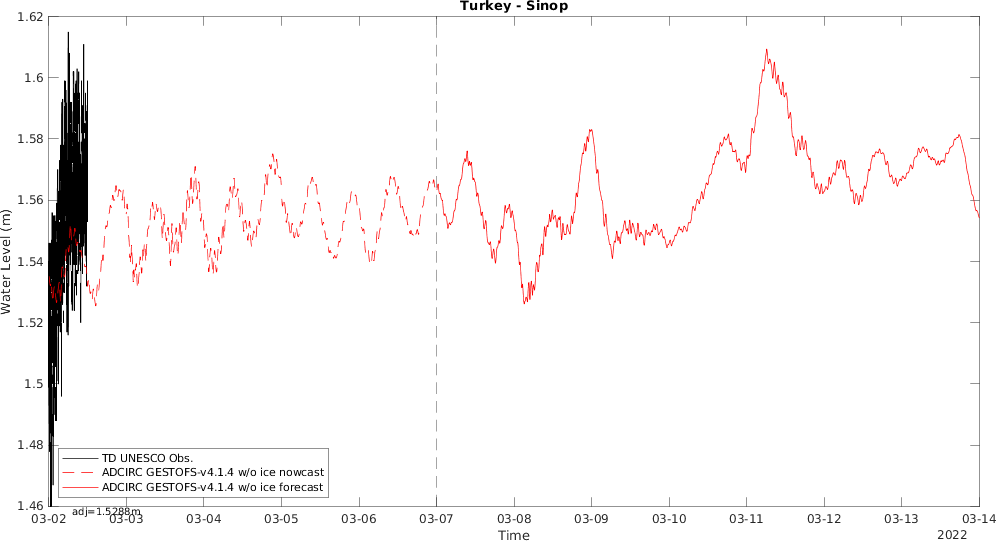 Turkey - Sinop
1.62
1.6
1.58
1.56
1.54
1.52
1.5
1.48
1.46
Water Level (m)
TD UNESCO Obs.
ADCIRC GESTOFS-v4.1.4 w/o ice nowcast
ADCIRC GESTOFS-v4.1.4 w/o ice forecast
adj=1.5288m
03-02 03-03 03-04 03-05 03-06 03-07 03-08 03-09 03-10 03-11 03-12 03-13 03-14
Time
2022